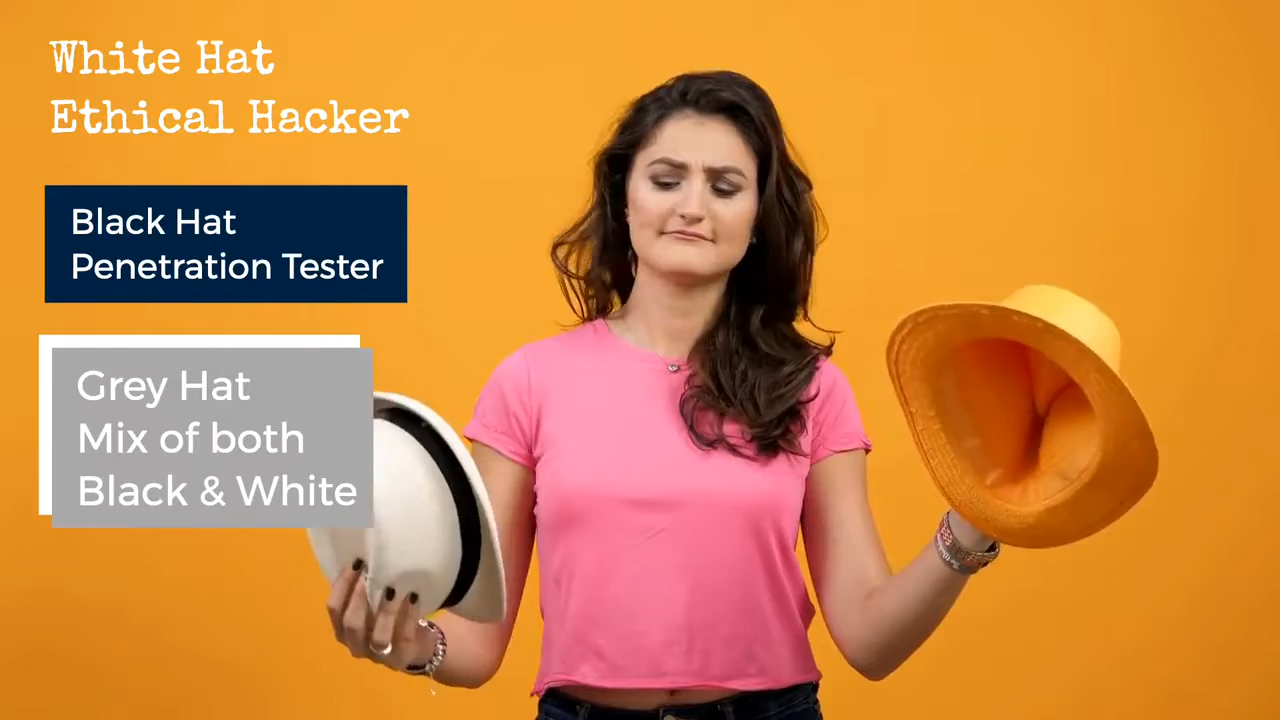 White Hat
Ethical Hacker
Black Hat
Penetration Tester
Grey Hat
Mix of both
Black & White